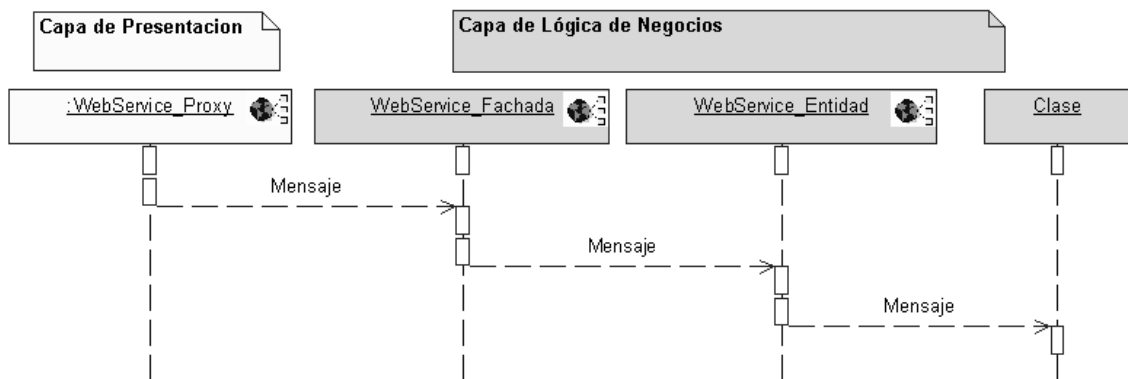 Capa de Presentacion
Capa de Lógica de Negocios
:WebService_Proxy
WebService_Fachada
WebService_Entidad
Clase
Mensaje
Mensaje
Mensaje